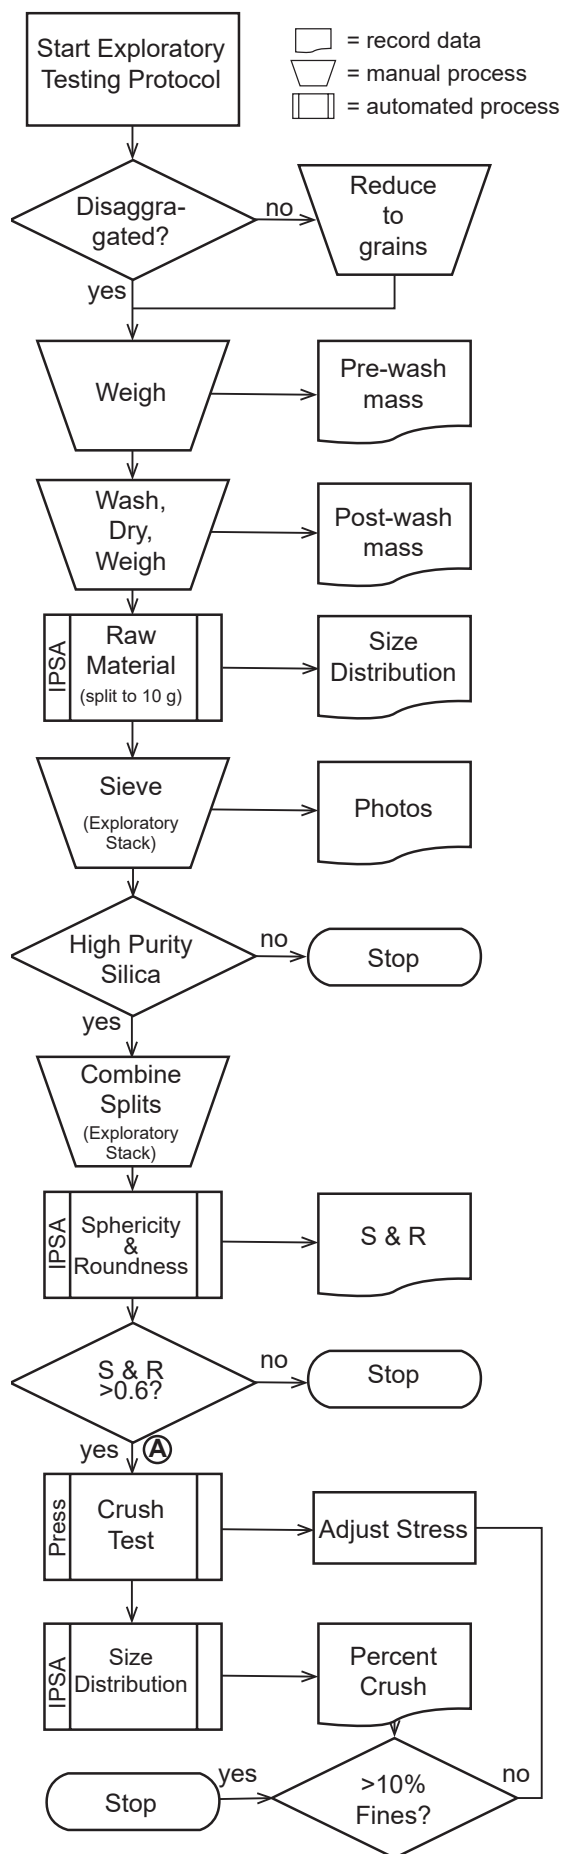 Start Exploratory
Testing Protocol
= record data
= manual process
= automated process
Disaggra-
gated?
no
Reduce
to
grains
yes
Weigh
Pre-wash
mass
Wash,
Dry,
Weigh
Post-wash
mass
IPSA
Raw
Material
(split to 10 g)
Size
Distribution
Sieve
(Exploratory
Stack)
Photos
High Purity
Silica
no
Stop
yes
Combine
Splits
(Exploratory
Stack)
IPSA
Sphericity
&
Roundness
S & R
S & R
>0.6?
no
Stop
yes
A
Press
Crush
Test
Adjust Stress
IPSA
Size
Distribution
Percent
Crush
Stop
yes
>10%
Fines?
no